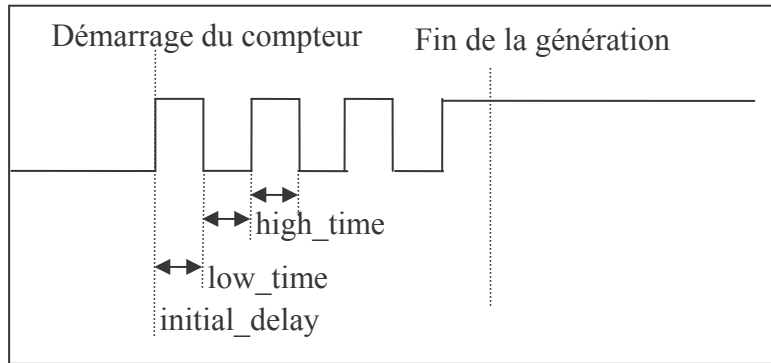 Démarrage du compteur
Fin de la génération
high_time
low_time
initial_delay